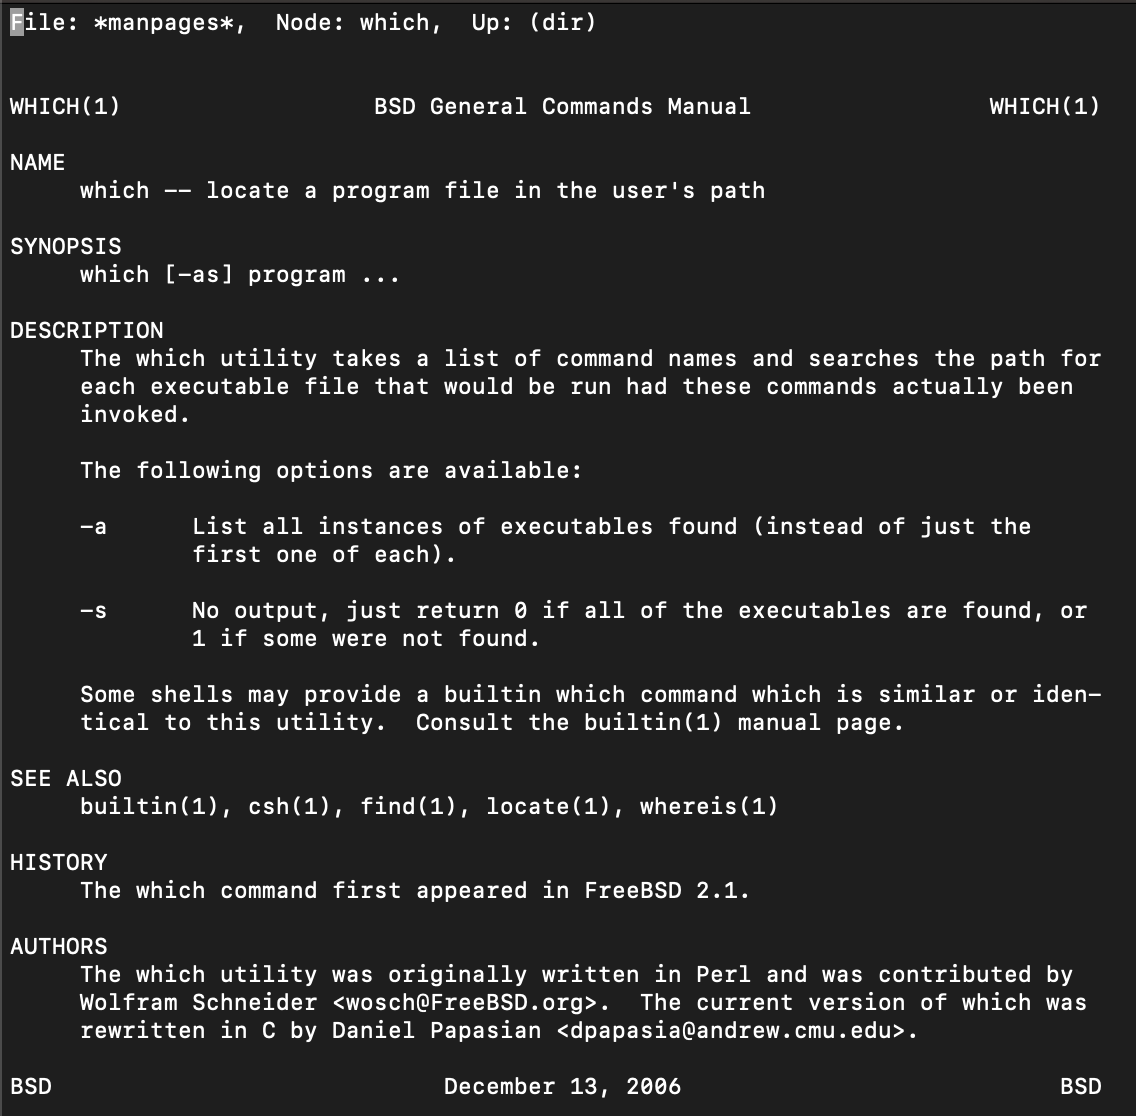 File: *manpages*,  Node: which,  Up: (dir)
WHICH(1)                  BSD General Commands Manual                 WHICH(1)
NAME
     which -- locate a program file in the user's path
SYNOPSIS
     which [-as] program ...
DESCRIPTION
     The which utility takes a list of command names and searches the path for
     each executable file that would be run had these commands actually been
     invoked.
     The following options are available:
     -a      List all instances of executables found (instead of just the
             first one of each).
     -s      No output, just return 0 if all of the executables are found, or
             1 if some were not found.
     Some shells may provide a builtin which command which is similar or iden-
     tical to this utility.  Consult the builtin(1) manual page.
SEE ALSO
     builtin(1), csh(1), find(1), locate(1), whereis(1)
HISTORY
     The which command first appeared in FreeBSD 2.1.
AUTHORS
     The which utility was originally written in Perl and was contributed by
     Wolfram Schneider <wosch@FreeBSD.org>.  The current version of which was
     rewritten in C by Daniel Papasian <dpapasia@andrew.cmu.edu>.
BSD                            December 13, 2006                           BSD